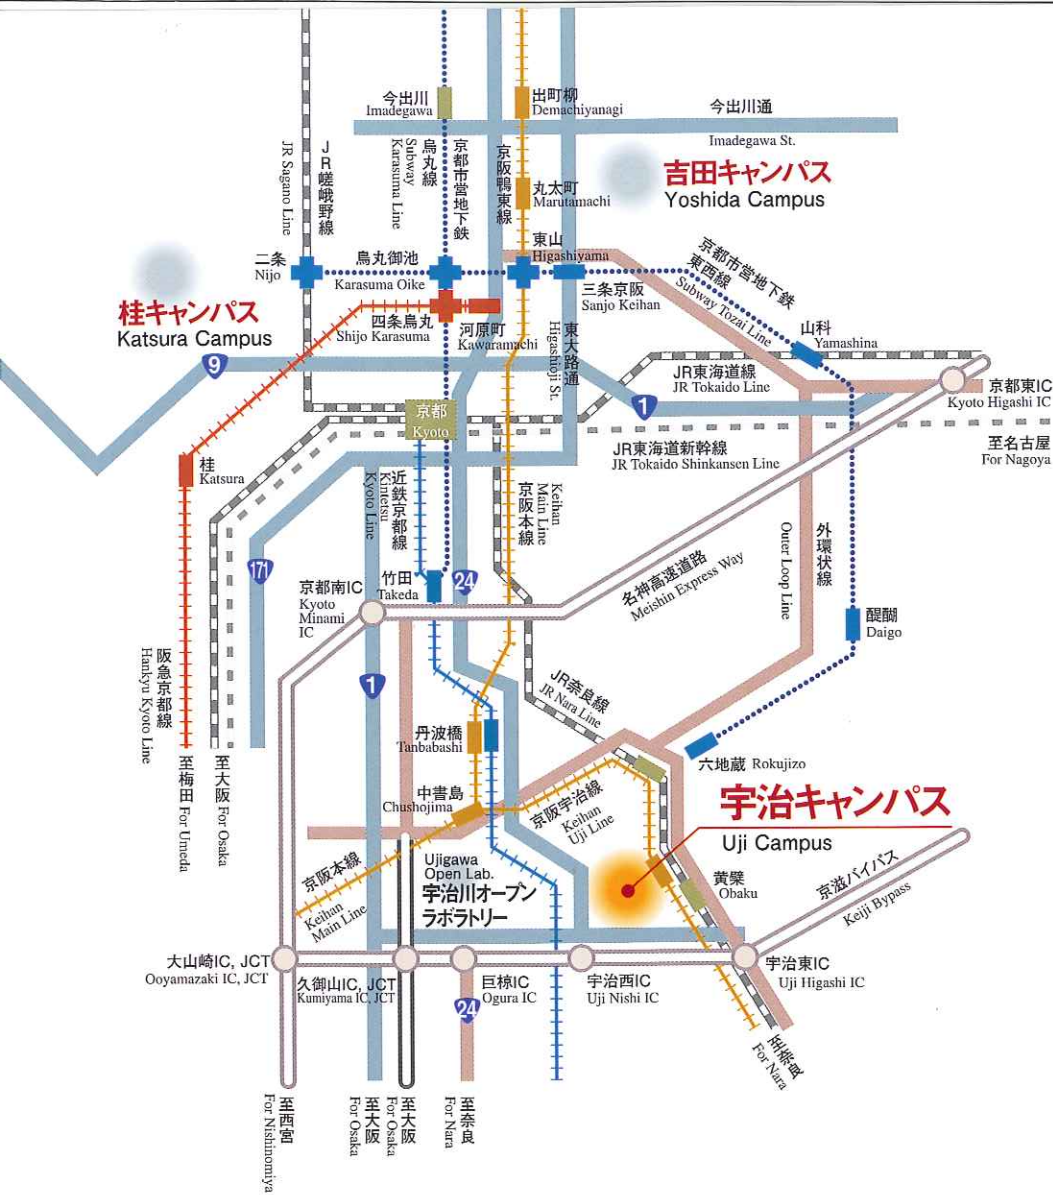 今出川
Imadegawa
出町柳
Demachiyanagi
今出川通
Imadegawa St.
JR嵯峨野線
JR Sagano Line
烏丸線
Subway
Karasuma Line
京都市営地下鉄
京阪鴨東線
丸太町
Marutamachi
吉田キャンパス
Yoshida Campus
二条
Nijo
烏丸御池
Karasuma Oike
東山
Higashiyama
三条京阪
Sanjo Keihan
京都市営地下鉄
東西線
Subway Tozai Line
山科
Yamashina
桂キャンパス
Katsura Campus
四条烏丸
Shijo Karasuma
河原町
Kawaramachi
東大路通
Higashioji St.
9
JR東海道線
JR Tokaido Line
1
京都東IC
Kyoto Higashi IC
京都
Kyoto
JR東海道新幹線
JR Tokaido Shinkansen Line
至名古屋
For Nagoya
桂
Katsura
近鉄京都線
Kintetsu
Kyoto Line
京阪本線
Keihan
Main Line
外環状線
Outer Loop Line
171
京都南IC
Kyoto
Minami
IC
竹田
Takeda
24
名神高速道路
Meishin Express Way
醍醐
Daigo
阪急京都線
Hankyu Kyoto Line
1
JR奈良線
JR Nara Line
丹波橋
Tanbabashi
六地蔵 Rokujizo
至梅田 For Umeda
至大阪 For Osaka
中書島
Chushojima
京阪宇治線
Keihan
Uji Line
宇治キャンパス
Uji Campus
京阪本線
Keihan
Main Line
Ujigawa
Open Lab.
宇治川オープン
ラボラトリー
黄檗
Obaku
京滋バイパス
Keiji Bypass
大山崎IC, JCT
Ooyamazaki IC, JCT
久御山IC, JCT
Kumiyama IC, JCT
巨椋IC
Ogura IC
24
宇治西IC
Uji Nishi IC
宇治東IC
Uji Higashi IC
至奈良
For Nara
至西宮
For Nishinomiya
至大阪
For Osaka
至大阪
For Osaka
至奈良
For Nara